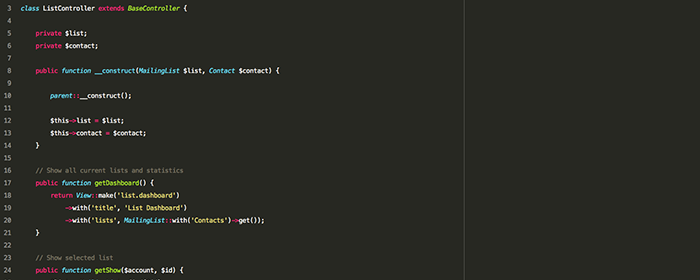 3 class ListController extends BaseController {
4
5 private $list;
6 private $contact;
7
8 public function __construct(MailingList $list, Contact $contact) {
9
10 parent::__construct();
11
12 $this->list = $list;
13 $this->contact = $contact;
14 }
15
16 // Show all current lists and statistics
17 public function getDashboard() {
18 return View::make('list.dashboard')
19 ->with('title', 'List Dashboard')
20 ->with('lists', MailingList::with('Contacts')->get());
21 }
22
23 // Show selected list
24 public function getShow($account, $id) {